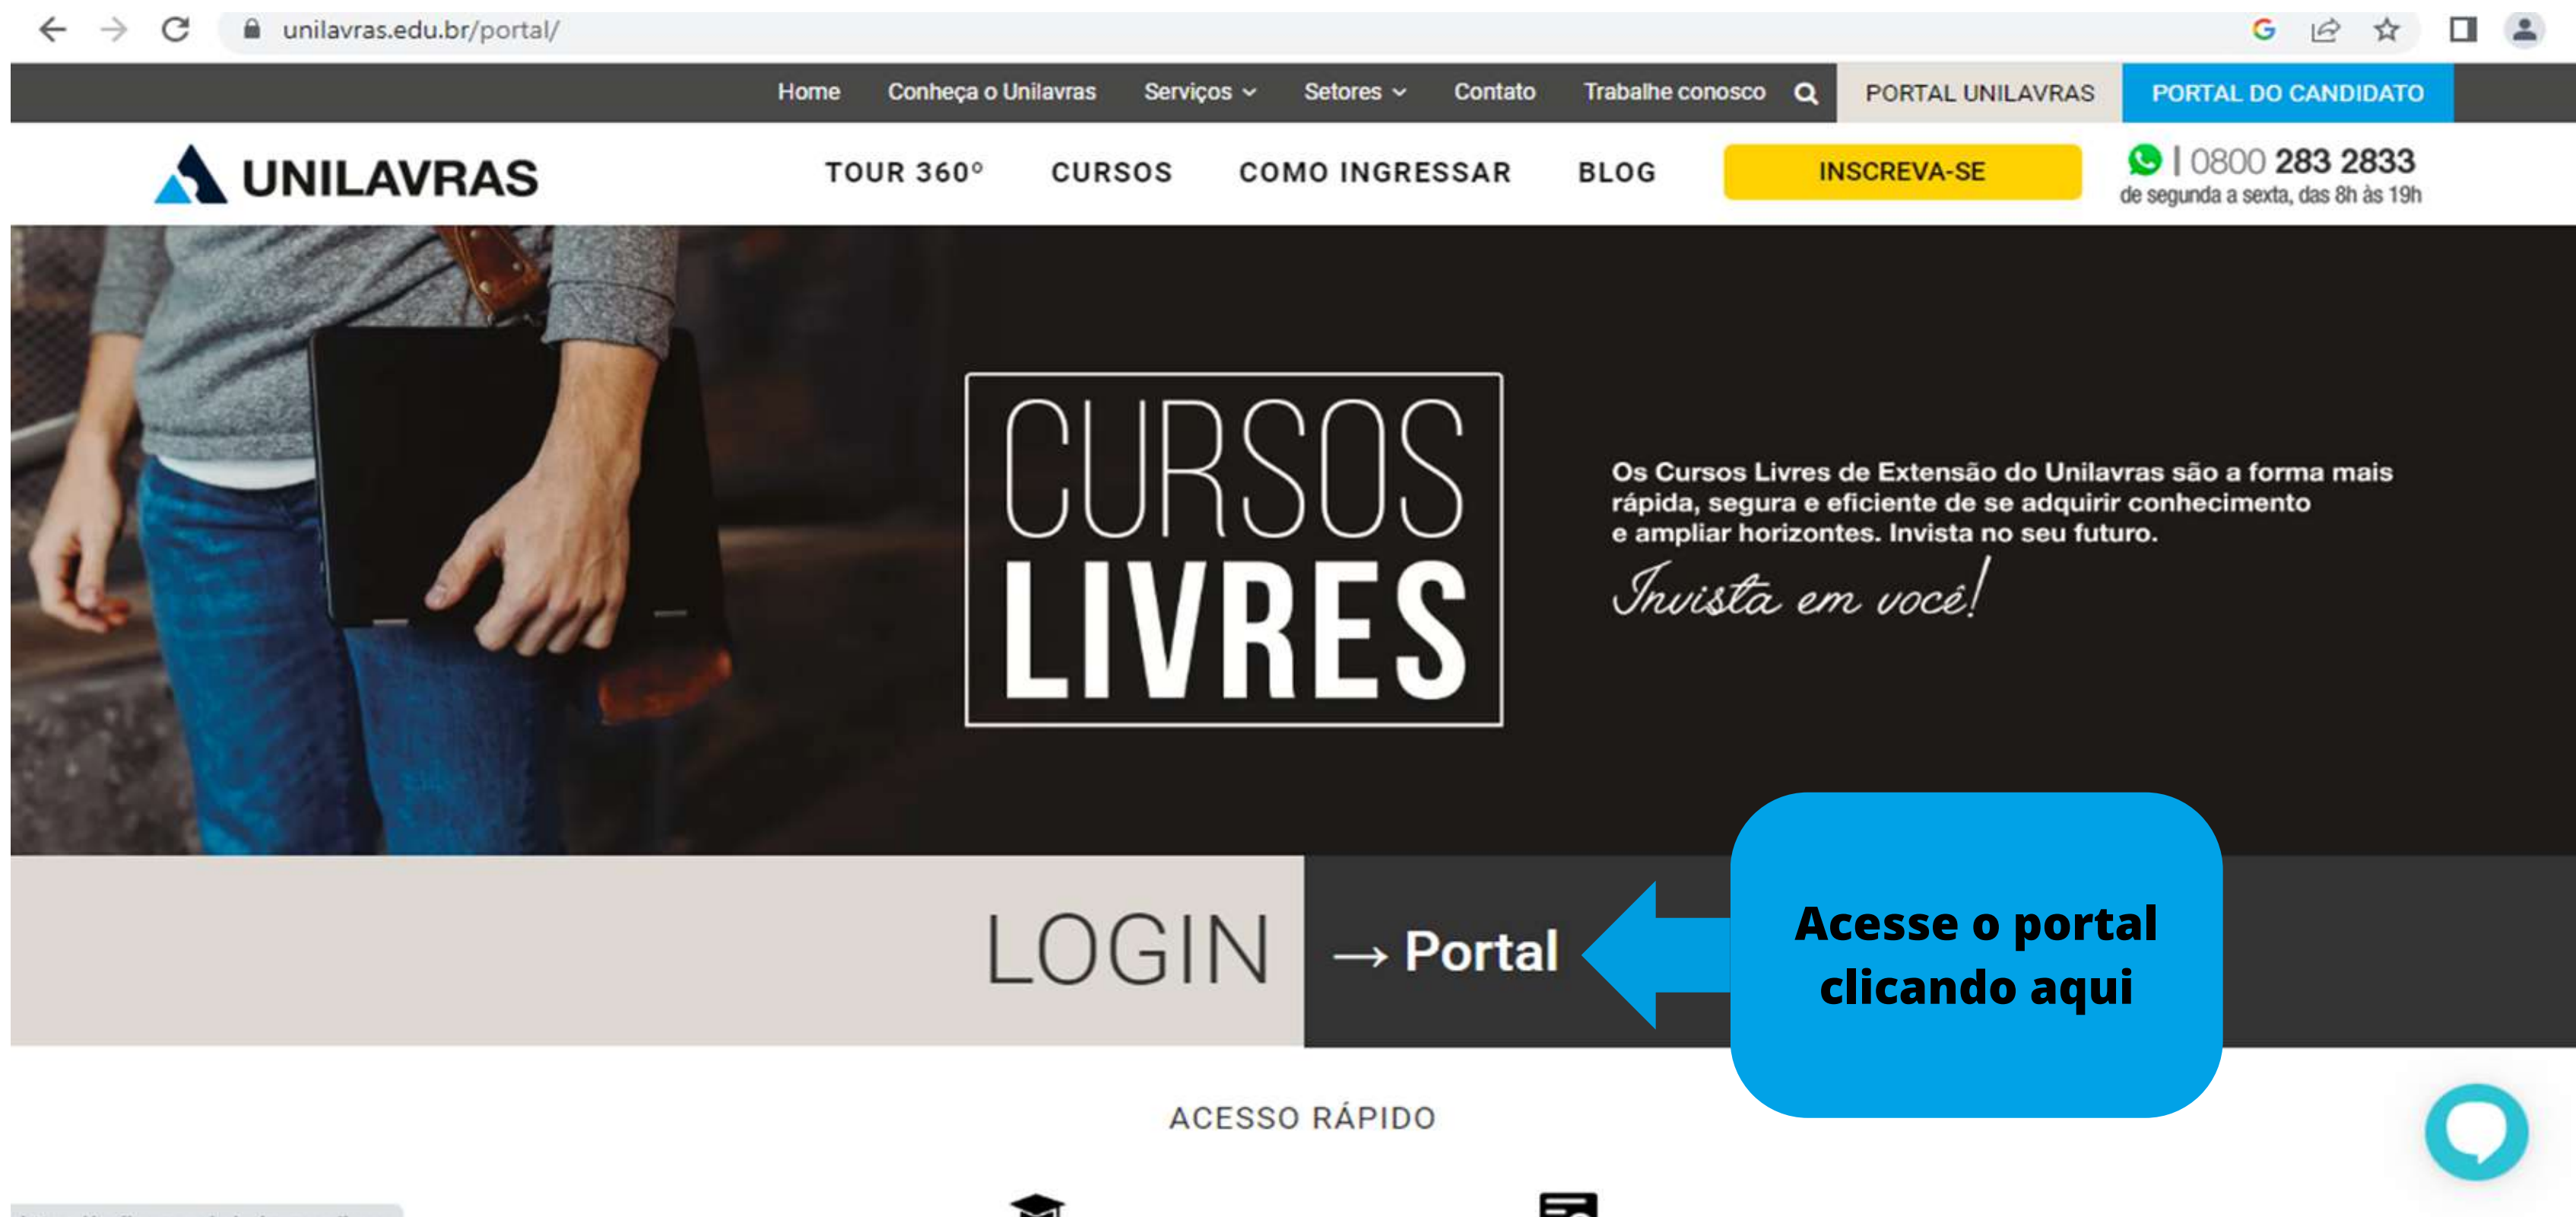 unilavras.edu.br/portal/
Home Conheça o Unilavras Serviços Setores Contato Trabalhe conosco PORTAL UNILAVRAS PORTAL DO CANDIDATO
UNILAVRAS
TOUR 360º CURSOS COMO INGRESSAR BLOG INSCREVA-SE
| 0800 283 2833
de segunda a sexta, das 8h às 19h
CURSOS
LIVRES
Os Cursos Livres de Extensão do Unilavras são a forma mais
rápida, segura e eficiente de se adquirir conhecimento
e ampliar horizontes. Invista no seu futuro.
Invista em você!
LOGIN
→ Portal
Acesse o portal
clicando aqui
ACESSO RÁPIDO